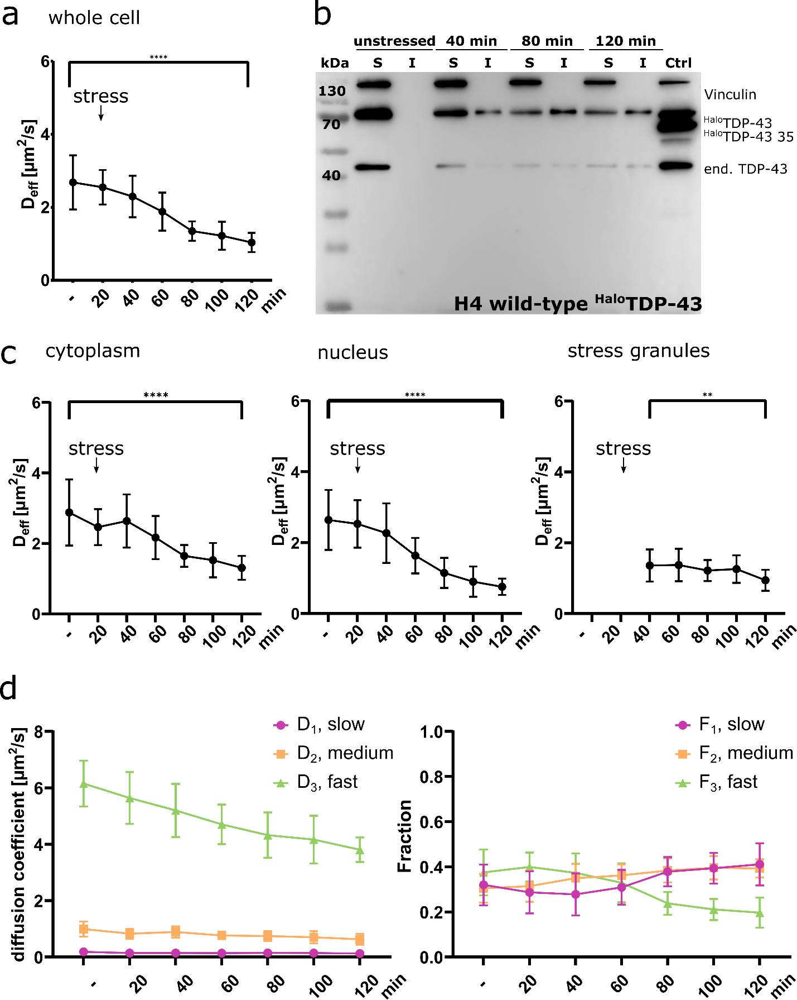 a whole cell
6
4
2
0
Deff [µm²/s]
****
stress
- 20 40 60 80 100 120 min
b
unstressed 40 min 80 min 120 min
kDa S I S I S I S I Ctrl
130
70
40
Vinculin
HaloTDP-43
HaloTDP-43 35
end. TDP-43
H4 wild-type HaloTDP-43
c cytoplasm
6
4
2
0
Deff [µm²/s]
****
stress
- 20 40 60 80 100 120 min
nucleus
6
4
2
0
Deff [µm²/s]
****
stress
- 20 40 60 80 100 120 min
stress granules
6
4
2
0
Deff [µm²/s]
**
stress
- 20 40 60 80 100 120 min
d
8
6
4
2
0
diffusion coefficient [µm²/s]
D1, slow
D2, medium
D3, fast
- 20 40 60 80 100 120 min
1.0
0.8
0.6
0.4
0.2
0.0
Fraction
F1, slow
F2, medium
F3, fast
- 20 40 60 80 100 120 min